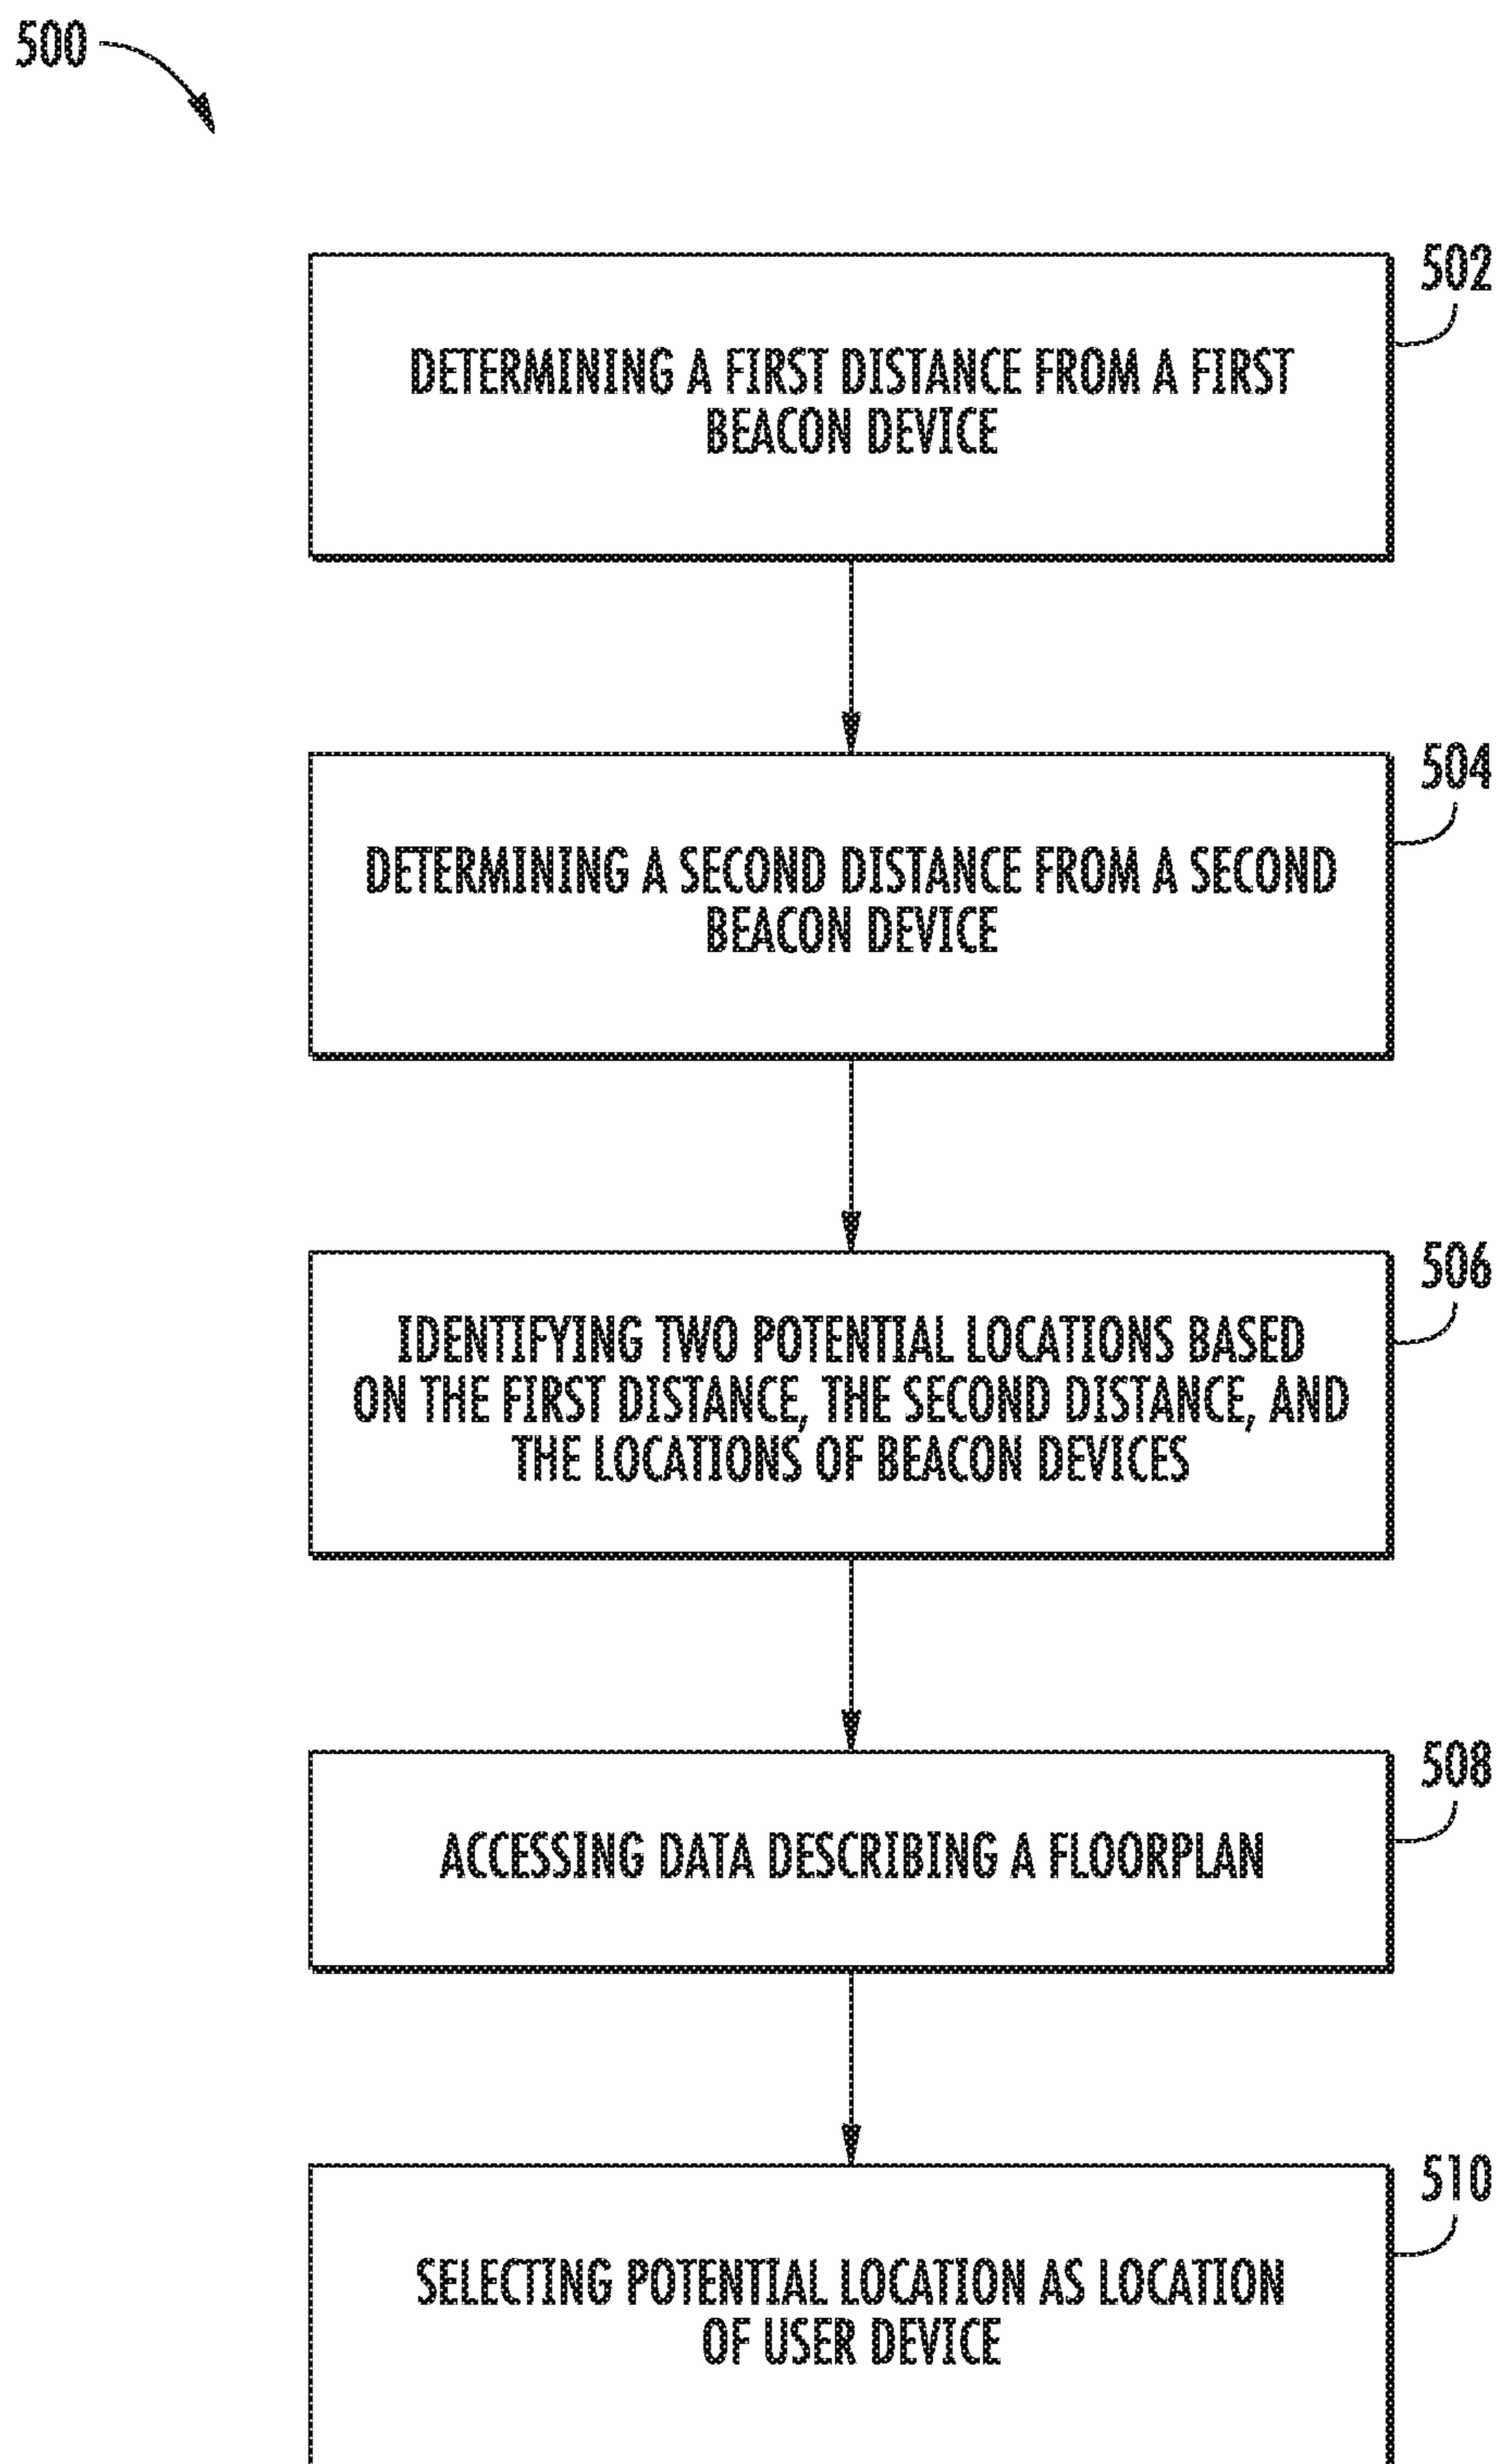 500
502
DETERMINING A FIRST DISTANCE FROM A FIRST
BEACON DEVICE
504
DETERMINING A SECOND DISTANCE FROM A SECOND
BEACON DEVICE
506
IDENTIFYING TWO POTENTIAL LOCATIONS BASED
ON THE FIRST DISTANCE, THE SECOND DISTANCE, AND
THE LOCATIONS OF BEACON DEVICES
508
ACCESSING DATA DESCRIBING A FLOORPLAN
510
SELECTING POTENTIAL LOCATION AS LOCATION
OF USER DEVICE